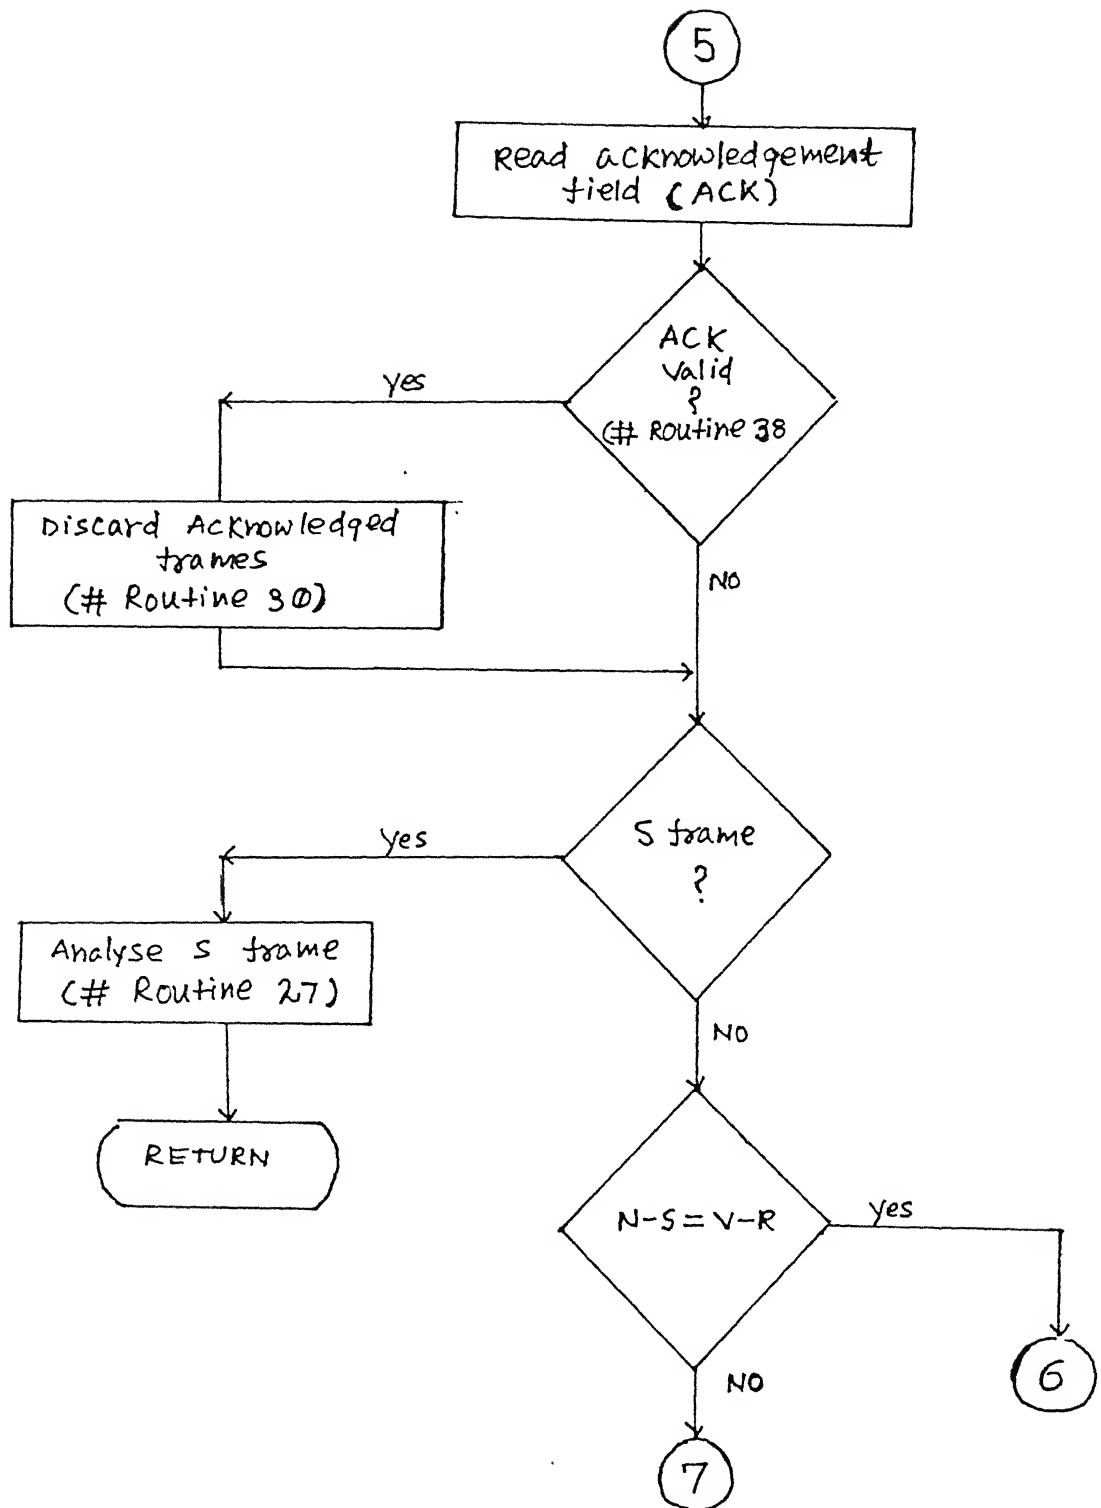 5
Read acknowledgement
field (ACK)
ACK
Valid
?
(# Routine 38
yes
Discard Acknowledged
frames
(# Routine 30)
NO
S frame
?
yes
Analyse S frame
(# Routine 27)
RETURN
NO
N-S=V-R
yes
6
NO
7